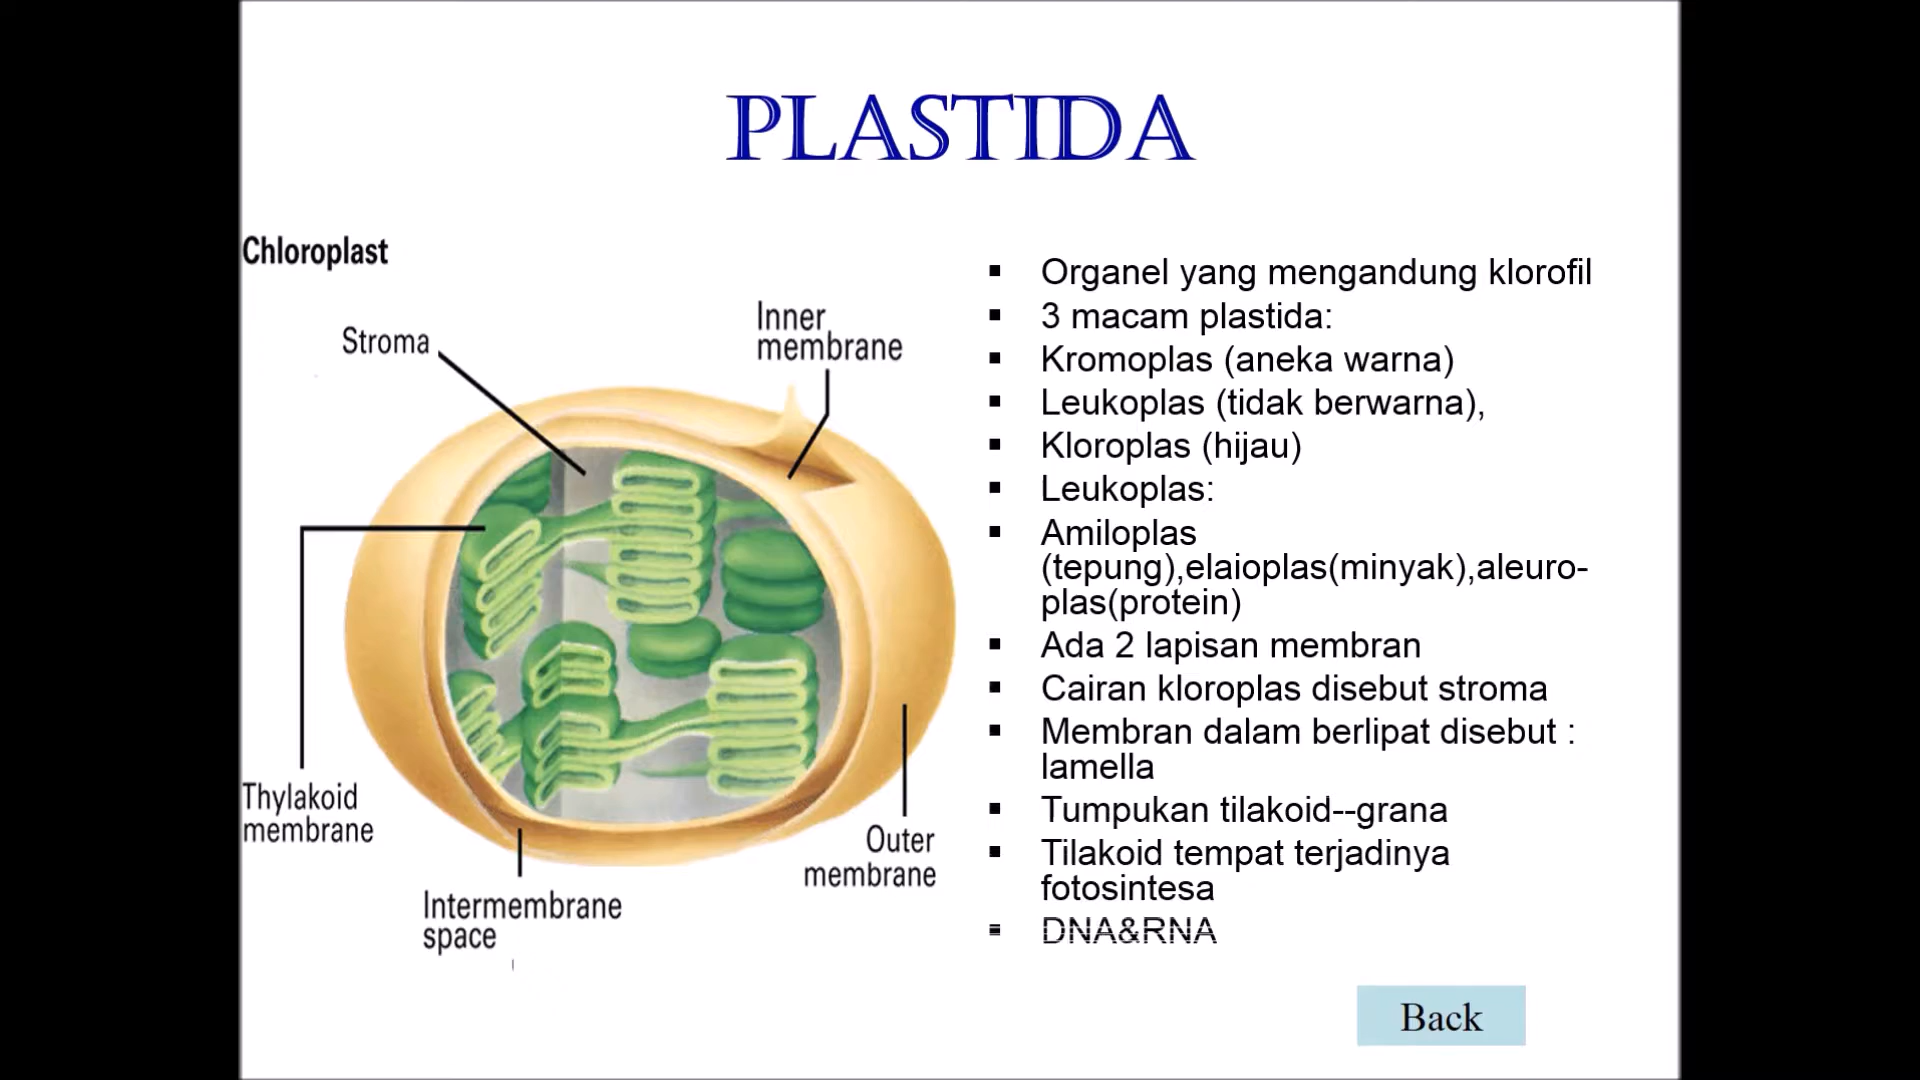 PLASTIDA
Chloroplast
Stroma
Inner
membrane
Thylakoid
membrane
Intermembrane
space
Outer
membrane
▪ Organel yang mengandung klorofil
▪ 3 macam plastida:
▪ Kromoplas (aneka warna)
▪ Leukoplas (tidak berwarna),
▪ Kloroplas (hijau)
▪ Leukoplas:
▪ Amiloplas
(tepung),elaioplas(minyak),aleuro-
plas(protein)
▪ Ada 2 lapisan membran
▪ Cairan kloroplas disebut stroma
▪ Membran dalam berlipat disebut :
lamella
▪ Tumpukan tilakoid--grana
▪ Tilakoid tempat terjadinya
fotosintesa
▪ DNA&RNA
Back